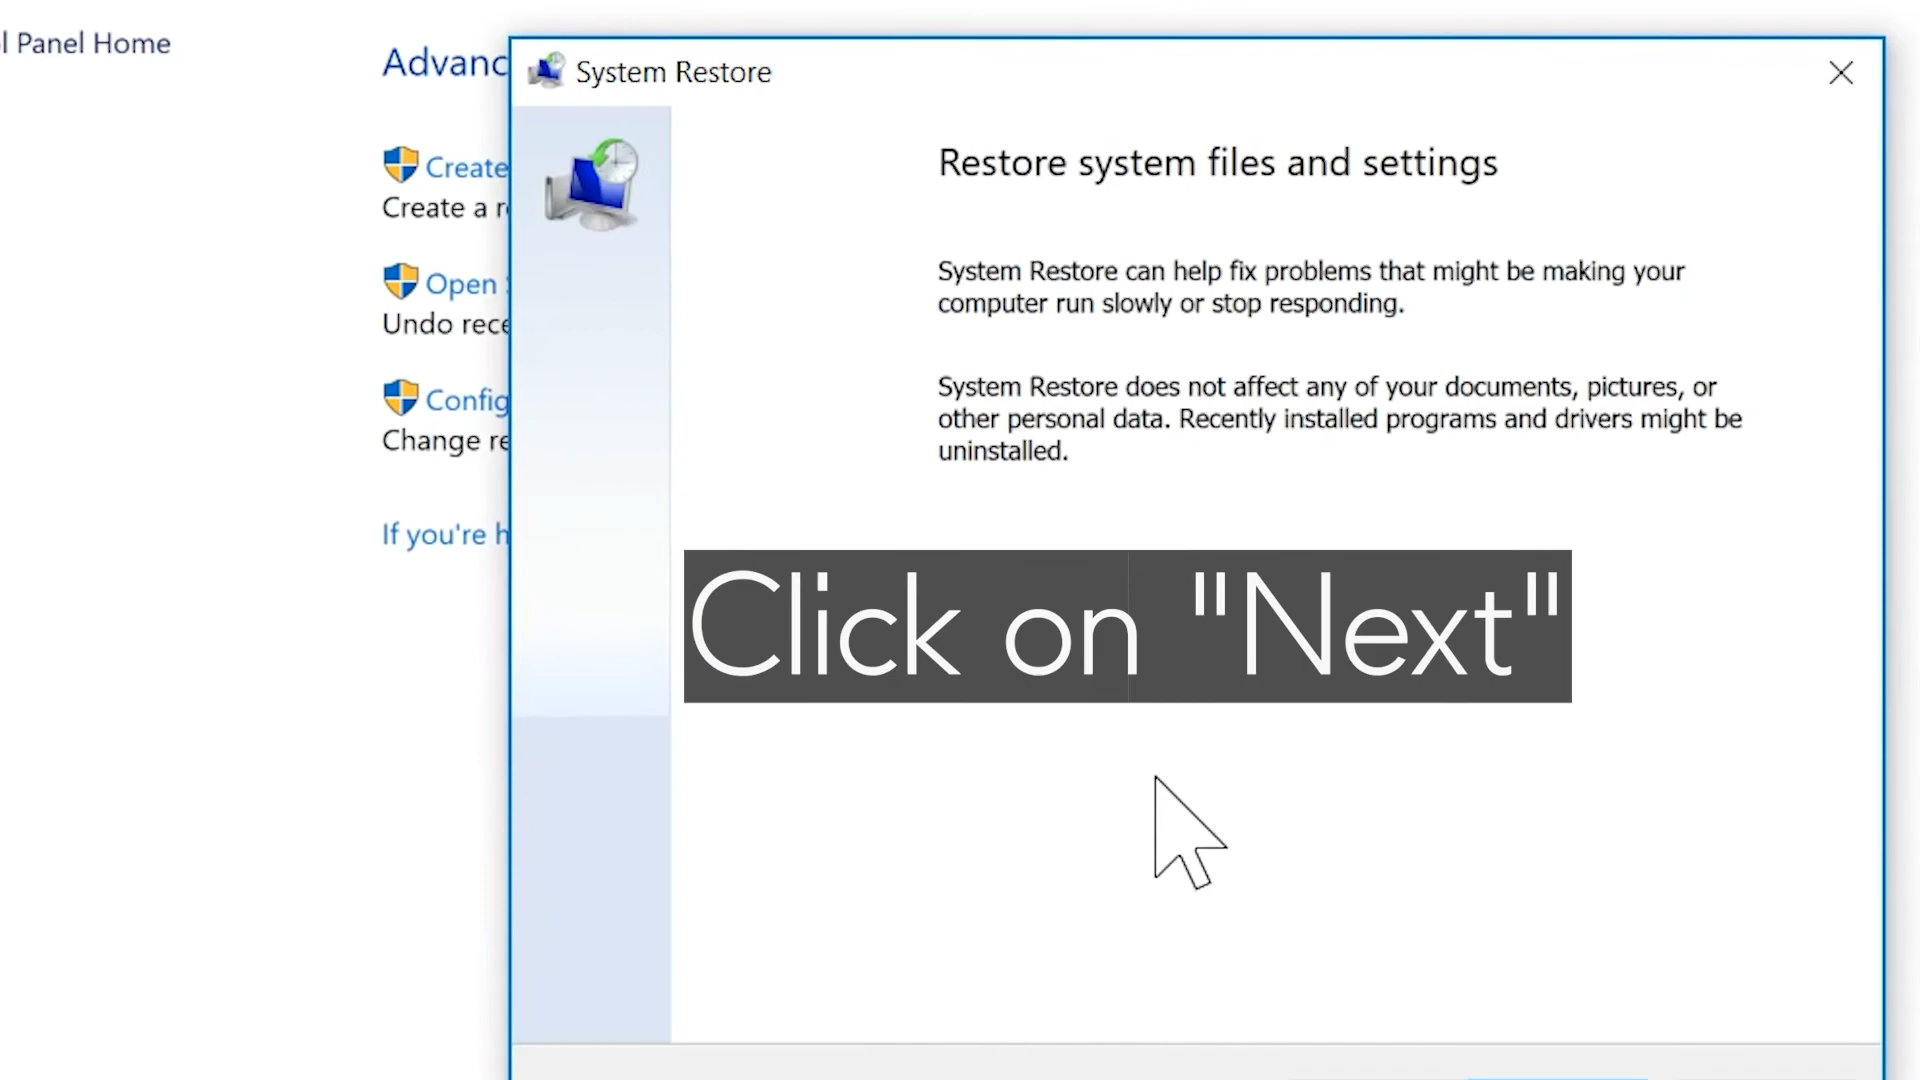 l Panel Home
Advanc
Create
Create a r
Open
Undo rece
Config
Change re
If you're h
System Restore
Restore system files and settings
System Restore can help fix problems that might be making your
computer run slowly or stop responding.
System Restore does not affect any of your documents, pictures, or
other personal data. Recently installed programs and drivers might be
uninstalled.
Click on "Next"